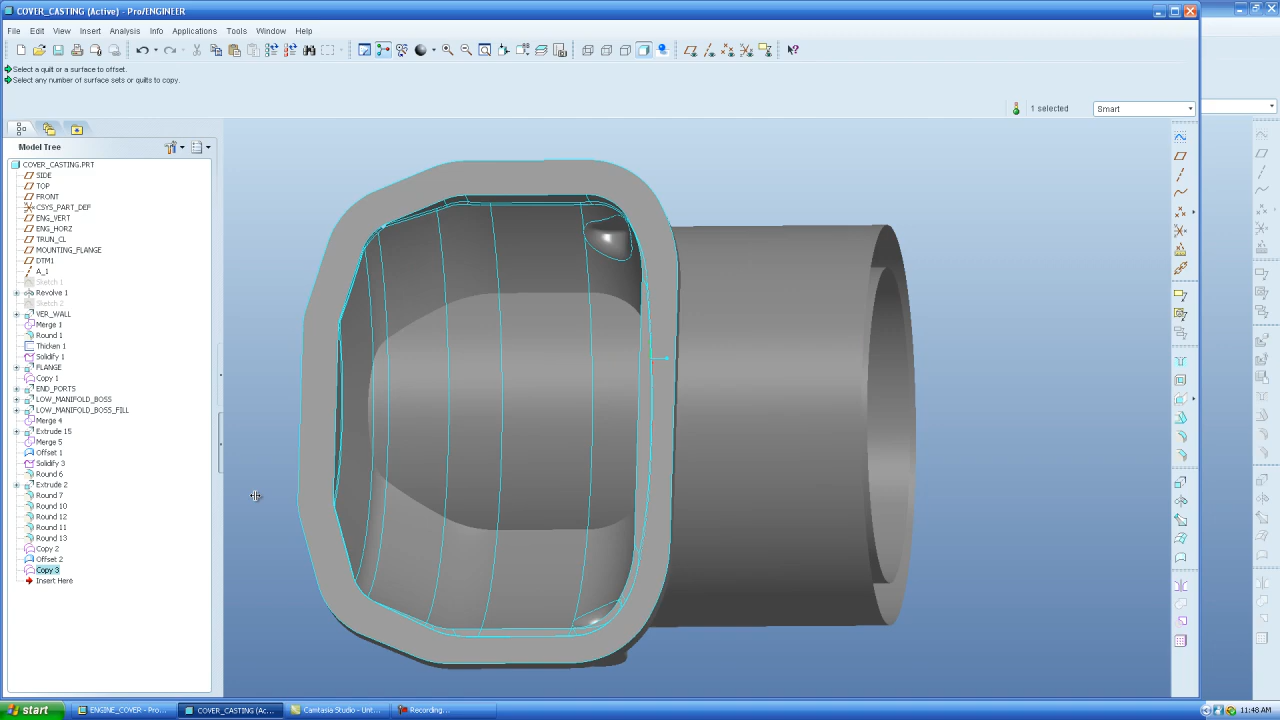 COVER_CASTING (Active) - Pro/ENGINEER
File Edit View Insert Analysis Info Applications Tools Window Help
Select a quilt or a surface to offset.
Select any number of surface sets or quilts to copy.
1 selected
Smart
Model Tree
COVER_CASTING.PRT
SIDE
TOP
FRONT
CSYS_PART_DEF
ENG_VERT
ENG_HORZ
TRUN_CL
MOUNTING_FLANGE
DTM1
A_1
Sketch 1
Revolve 1
Sketch 2
VER_WALL
Merge 1
Round 1
Thicken 1
Solidify 1
FLANGE
Copy 1
END_PORTS
LOW_MANIFOLD_BOSS
LOW_MANIFOLD_BOSS_FILL
Merge 4
Extrude 15
Merge 5
Offset 1
Solidify 3
Round 6
Extrude 2
Round 7
Round 10
Round 12
Round 11
Round 13
Copy 2
Offset 2
Copy 3
Insert Here
start
ENGINE_COVER - Pro...
COVER_CASTING (Ac...
Camtasia Studio - Unt...
Recording...
11:48 AM